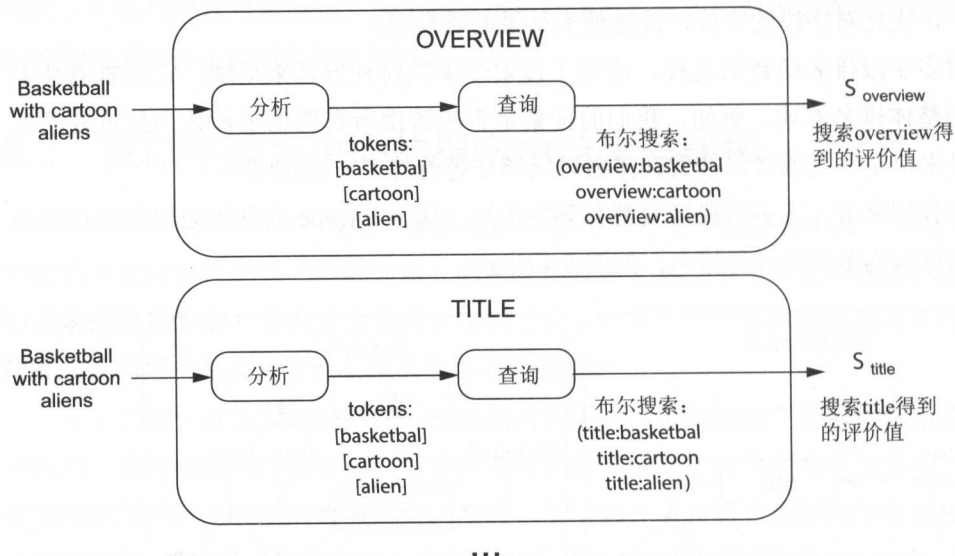 OVERVIEW
Basketball
with cartoon
aliens
分析
查询
S overview
搜索overview得
到的评价值
tokens:
[basketbal]
[cartoon]
[alien]
布尔搜索：
(overview:basketbal
overview:cartoon
overview:alien)
TITLE
Basketball
with cartoon
aliens
分析
查询
S title
搜索title得到
的评价值
tokens:
[basketbal]
[cartoon]
[alien]
布尔搜索：
(title:basketbal
title:cartoon
title:alien)
...